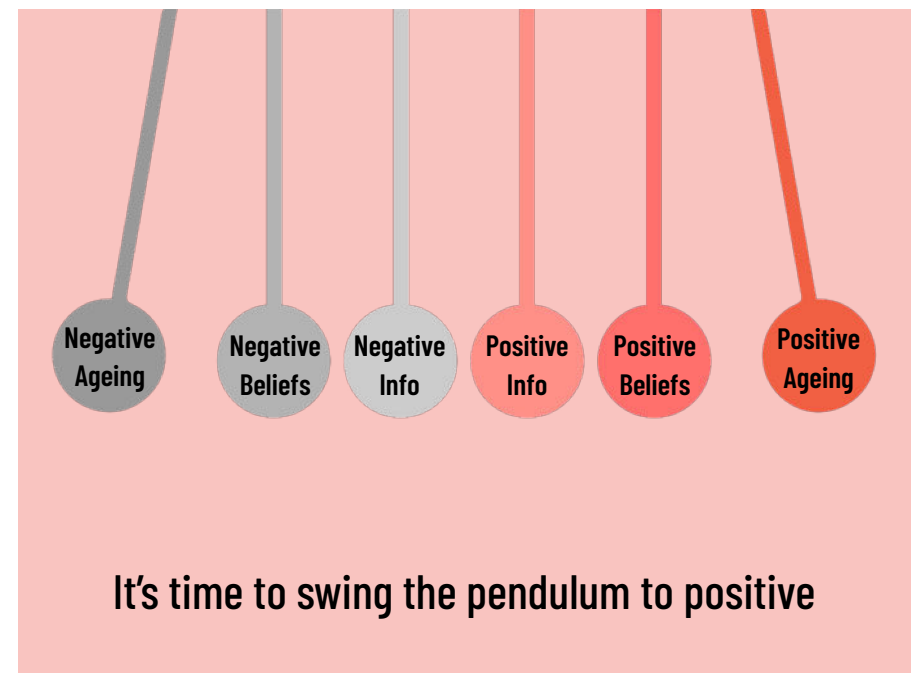 Negative
Ageing
Negative
Beliefs
Negative
Info
Positive
Info
Positive
Beliefs
Positive
Ageing
It's time to swing the pendulum to positive